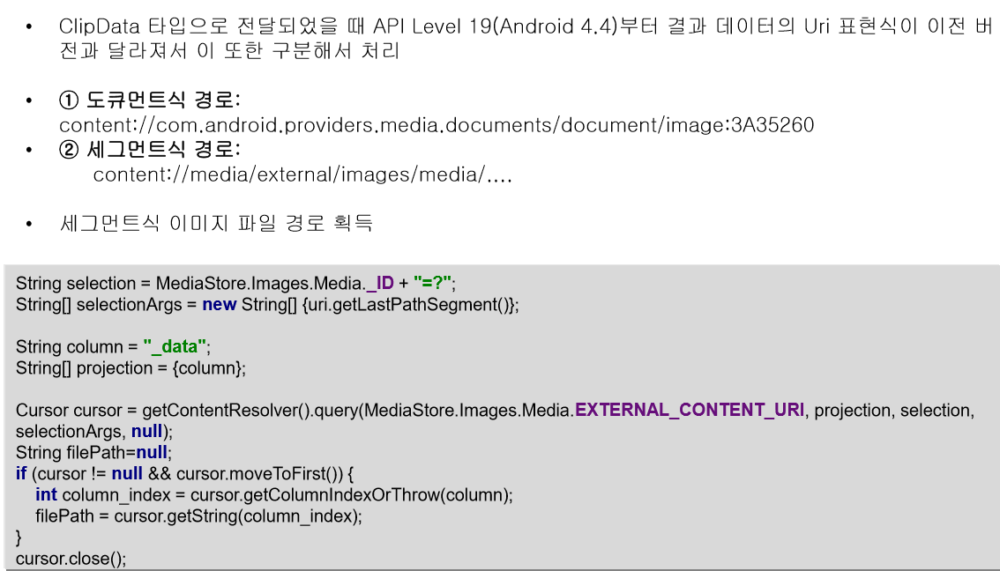 • ClipData 타입으로 전달되었을 때 API Level 19(Android 4.4)부터 결과 데이터의 Uri 표현식이 이전 버
전과 달라져서 이 또한 구분해서 처리
• ① 도큐먼트식 경로:
content://com.android.providers.media.documents/document/image:3A35260
• ② 세그먼트식 경로:
content://media/external/images/media/....
• 세그먼트식 이미지 파일 경로 획득
String selection = MediaStore.Images.Media._ID + "=?";
String[] selectionArgs = new String[] {uri.getLastPathSegment()};
String column = "_data";
String[] projection = {column};
Cursor cursor = getContentResolver().query(MediaStore.Images.Media.EXTERNAL_CONTENT_URI, projection, selection,
selectionArgs, null);
String filePath=null;
if (cursor != null && cursor.moveToFirst()) {
int column_index = cursor.getColumnIndexOrThrow(column);
filePath = cursor.getString(column_index);
}
cursor.close();